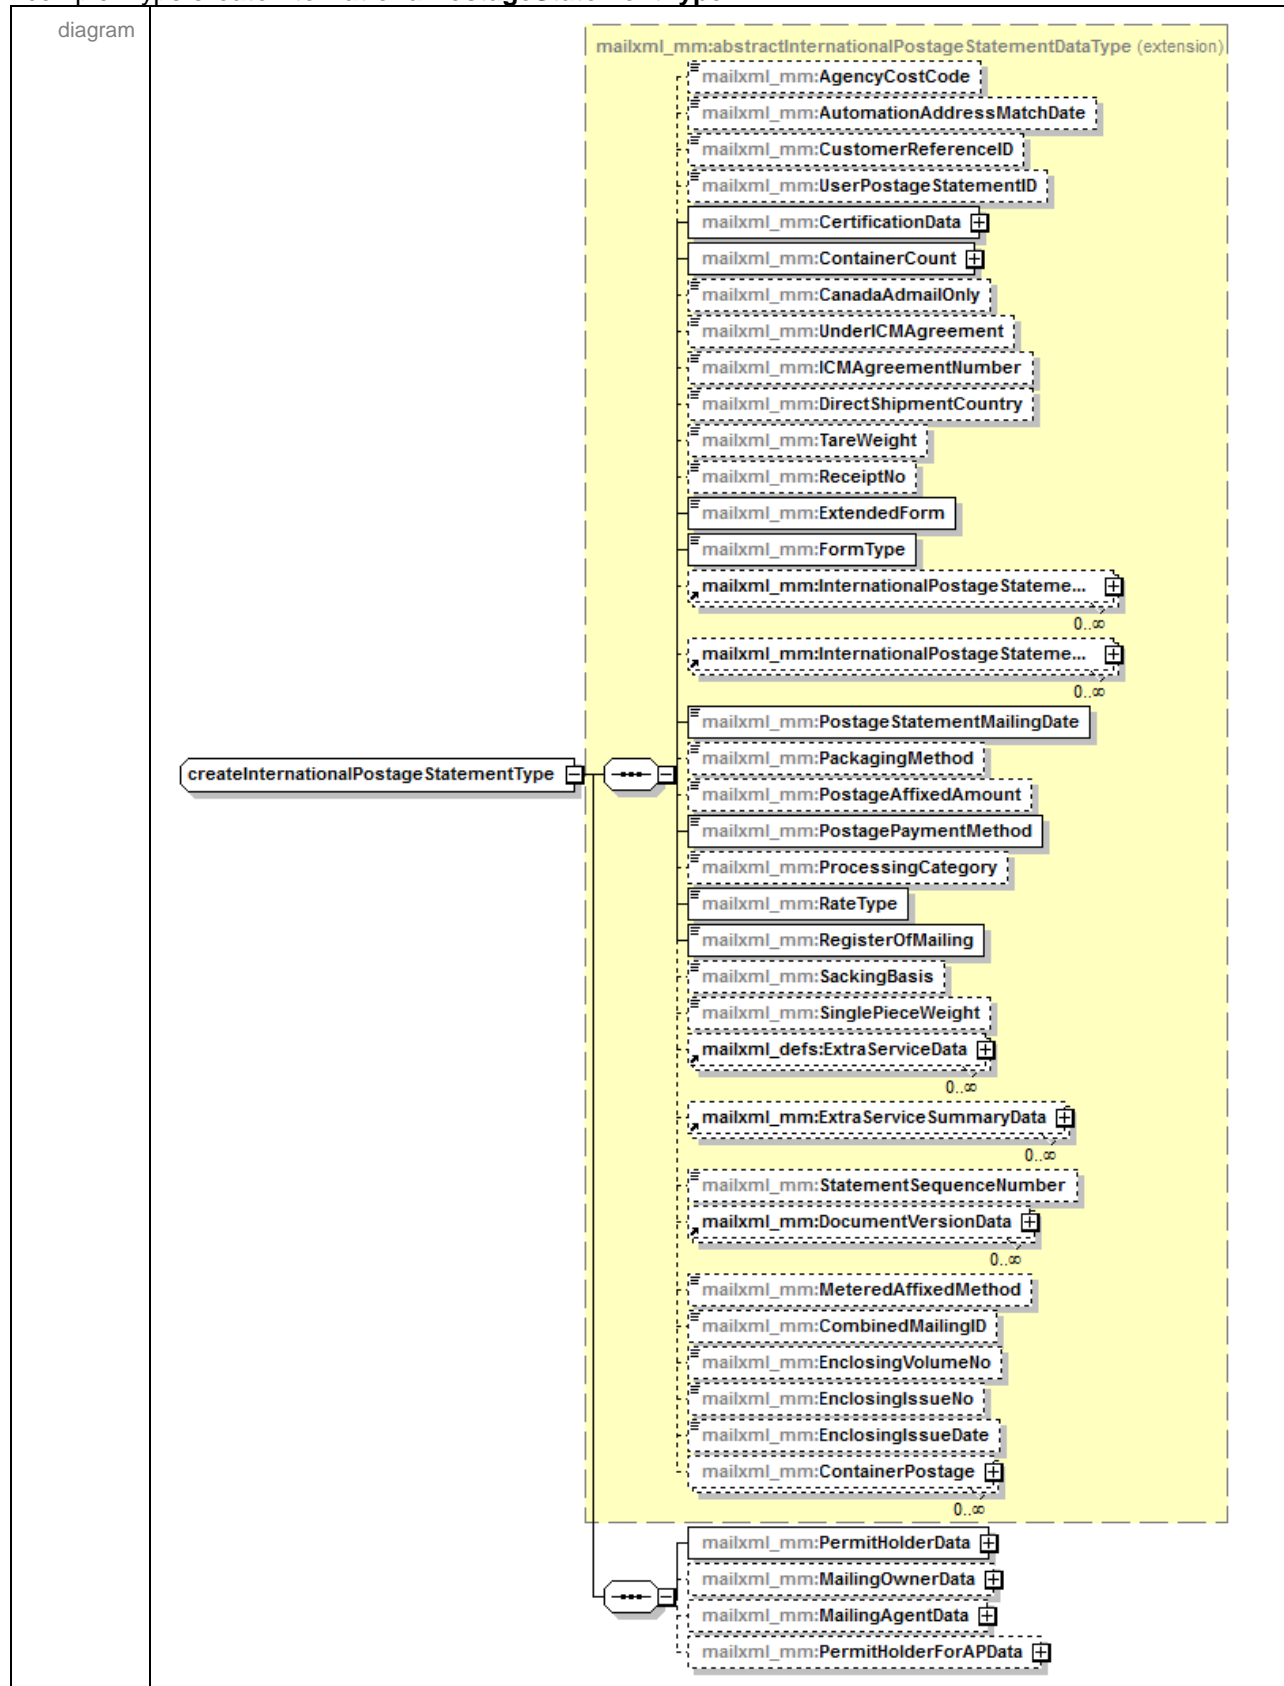 diagram
mailxml_mm:abstractInternationalPostageStatementDataType (extension)
mailxml_mm:AgencyCostCode
mailxml_mm:AutomationAddressMatchDate
mailxml_mm:CustomerReferenceID
mailxml_mm:UserPostageStatementID
mailxml_mm:CertificationData
mailxml_mm:ContainerCount
mailxml_mm:CanadaAdmailOnly
mailxml_mm:UnderICMAgreement
mailxml_mm:ICMAgreementNumber
mailxml_mm:DirectShipmentCountry
mailxml_mm:TareWeight
mailxml_mm:ReceiptNo
mailxml_mm:ExtendedForm
mailxml_mm:FormType
mailxml_mm:InternationalPostageStateme...
0..∞
mailxml_mm:InternationalPostageStateme...
0..∞
mailxml_mm:PostageStatementMailingDate
mailxml_mm:PackagingMethod
createInternationalPostageStatementType
mailxml_mm:PostageAffixedAmount
mailxml_mm:PostagePaymentMethod
mailxml_mm:ProcessingCategory
mailxml_mm:RateType
mailxml_mm:RegisterOfMailing
mailxml_mm:SackingBasis
mailxml_mm:SinglePieceWeight
mailxml_defs:ExtraServiceData
0..∞
mailxml_mm:ExtraServiceSummaryData
0..∞
mailxml_mm:StatementSequenceNumber
mailxml_mm:DocumentVersionData
0..∞
mailxml_mm:MeteredAffixedMethod
mailxml_mm:CombinedMailingID
mailxml_mm:EnclosingVolumeNo
mailxml_mm:EnclosingIssueNo
mailxml_mm:EnclosingIssueDate
mailxml_mm:ContainerPostage
0..∞
mailxml_mm:PermitHolderData
mailxml_mm:MailingOwnerData
mailxml_mm:MailingAgentData
mailxml_mm:PermitHolderForAPData